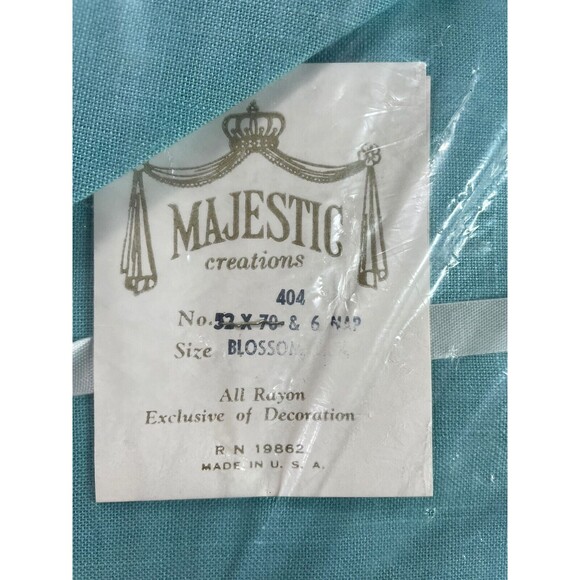 MAJESTIC
creations
404
No. 52 X 70 & 6 NAP
Size BLOSSOM
All Rayon
Exclusive of Decoration
R N 19862
MADE IN U. S. A.